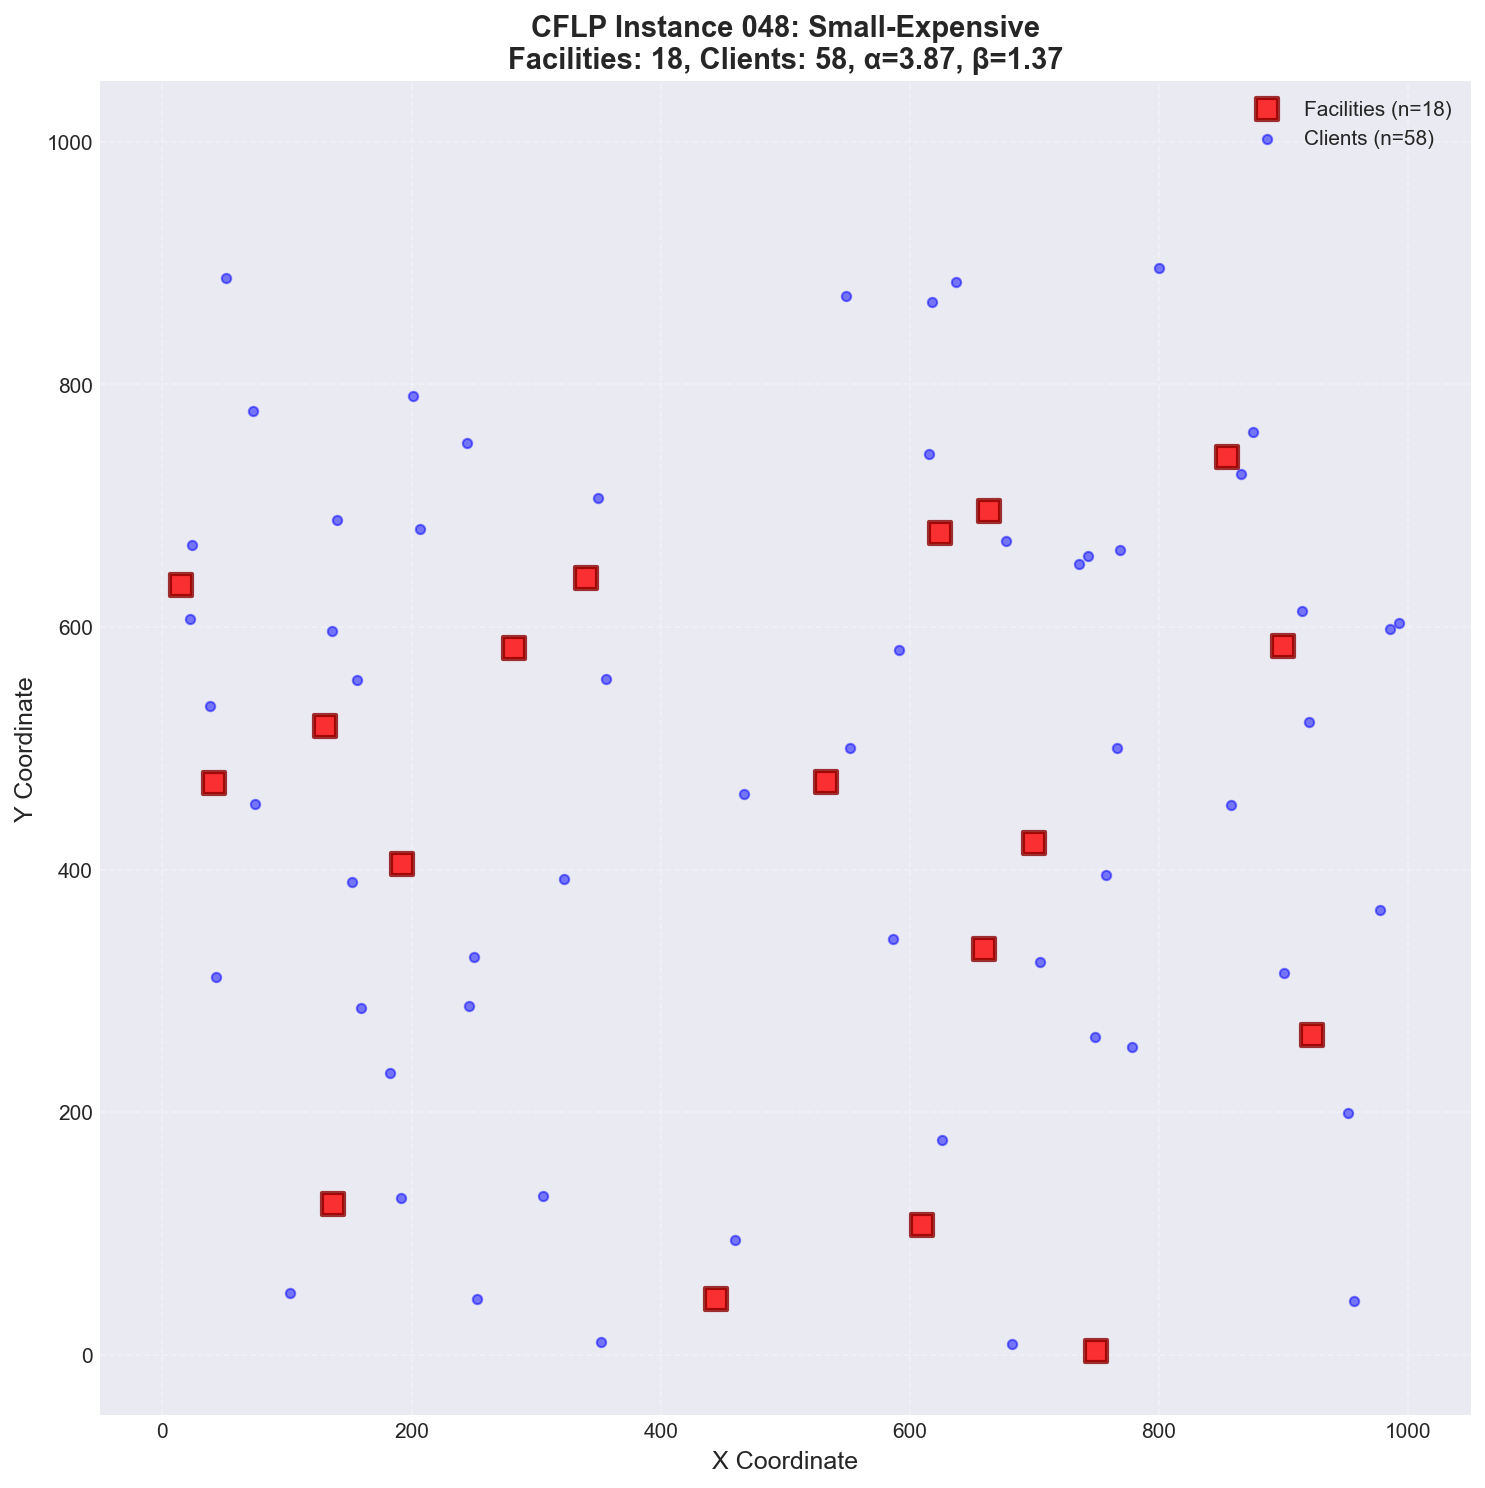 CFLP Instance 048: Small-Expensive
Facilities: 18, Clients: 58, α=3.87, β=1.37
Facilities (n=18)
Clients (n=58)
1000
800
600
400
200
0
Y Coordinate
0
200
400
600
800
1000
X Coordinate